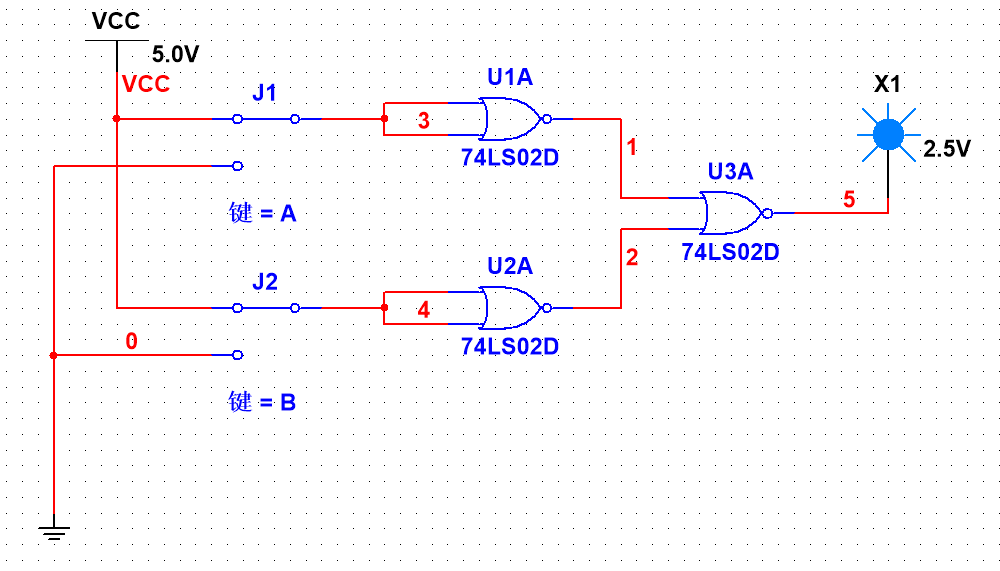 VCC
5.0V
VCC
J1
U1A
3
74LS02D
1
X1
2.5V
键 = A
U3A
5
74LS02D
J2
U2A
2
4
74LS02D
0
键 = B